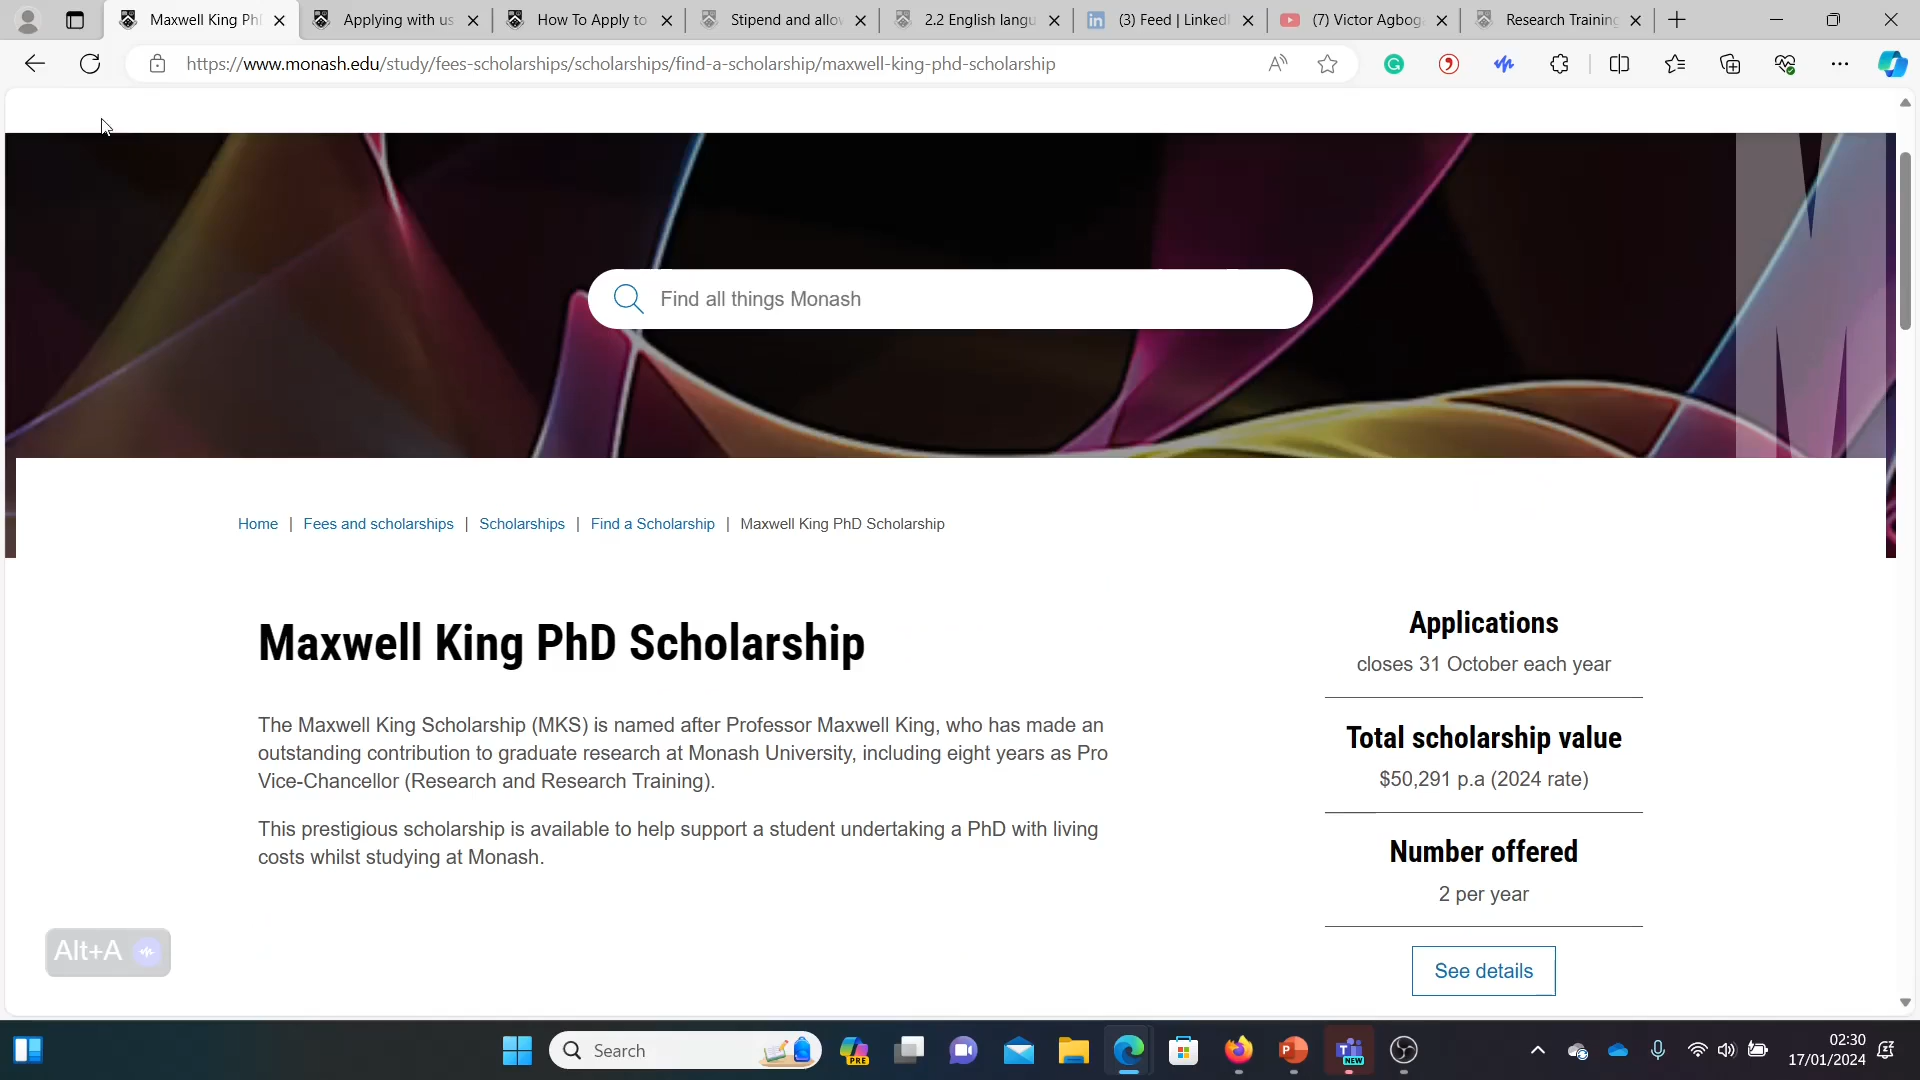 Maxwell King Ph
Applying with us
How To Apply to
Stipend and allo
2.2 English langu
(3) Feed | Linked
(7) Victor Agbog
Research Training
https://www.monash.edu/study/fees-scholarships/scholarships/find-a-scholarship/maxwell-king-phd-scholarship
Find all things Monash
Home | Fees and scholarships | Scholarships | Find a Scholarship | Maxwell King PhD Scholarship
Maxwell King PhD Scholarship
The Maxwell King Scholarship (MKS) is named after Professor Maxwell King, who has made an
outstanding contribution to graduate research at Monash University, including eight years as Pro
Vice-Chancellor (Research and Research Training).
This prestigious scholarship is available to help support a student undertaking a PhD with living
costs whilst studying at Monash.
Applications
closes 31 October each year
Total scholarship value
$50,291 p.a (2024 rate)
Number offered
2 per year
See details
Alt+A
Search
PRE
NEW
02:30
17/01/2024